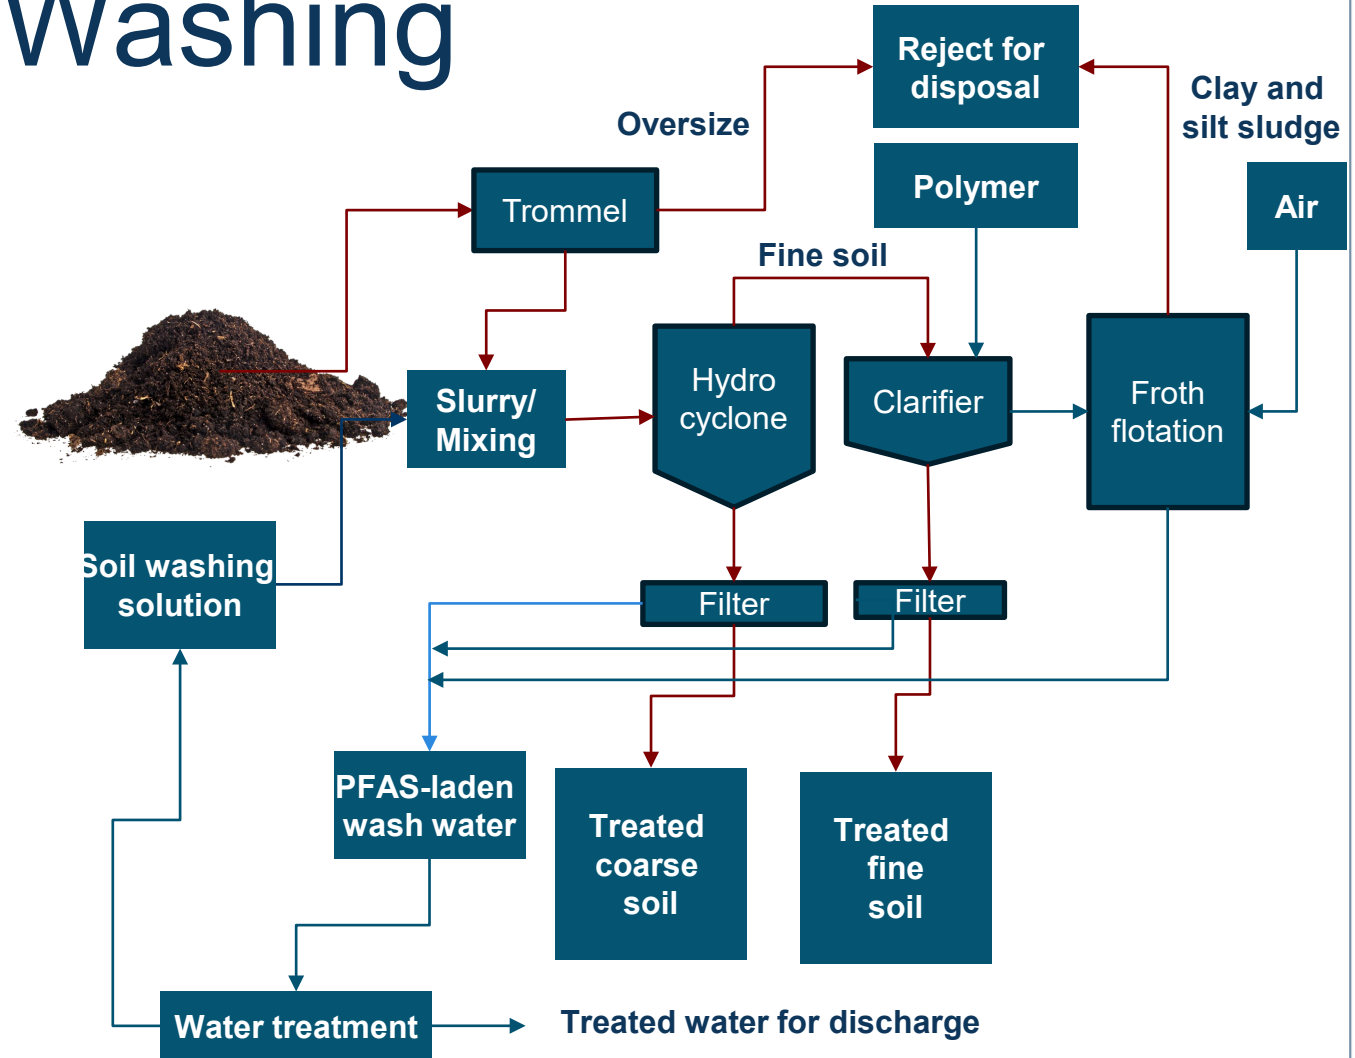 Washing
Reject for
disposal
Clay and
silt sludge
Oversize
Polymer
Air
Trommel
Fine soil
Hydro
cyclone
Clarifier
Froth
flotation
Slurry/
Mixing
Soil washing
solution
Filter
Filter
PFAS-laden
wash water
Treated
coarse
soil
Treated
fine
soil
Water treatment
Treated water for discharge